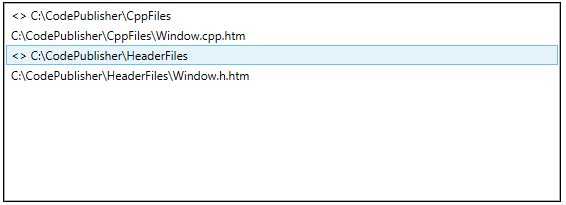 <> C:\CodePublisher\CppFiles
C:\CodePublisher\CppFiles\Window.cpp.htm
<> C:\CodePublisher\HeaderFiles
C:\CodePublisher\HeaderFiles\Window.h.htm